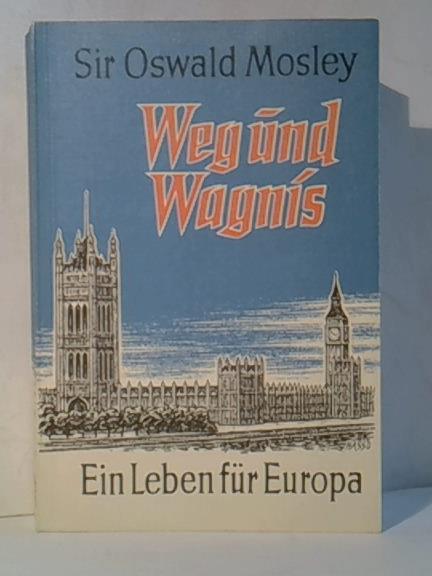 Sir Oswald Mosley
Weg und
Wagnis
Ein Leben für Europa